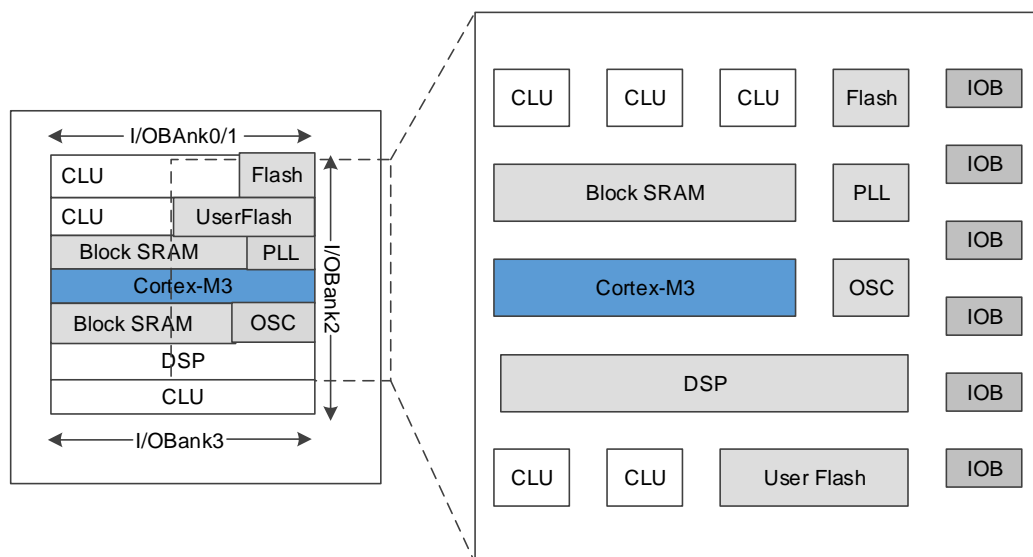 I/OBAnk0/1
CLU
Flash
CLU
UserFlash
Block SRAM
PLL
Cortex-M3
Block SRAM
OSC
DSP
CLU
I/OBank2
I/OBank3
CLU
CLU
CLU
Flash
IOB
Block SRAM
PLL
IOB
IOB
Cortex-M3
OSC
IOB
DSP
IOB
CLU
CLU
User Flash
IOB